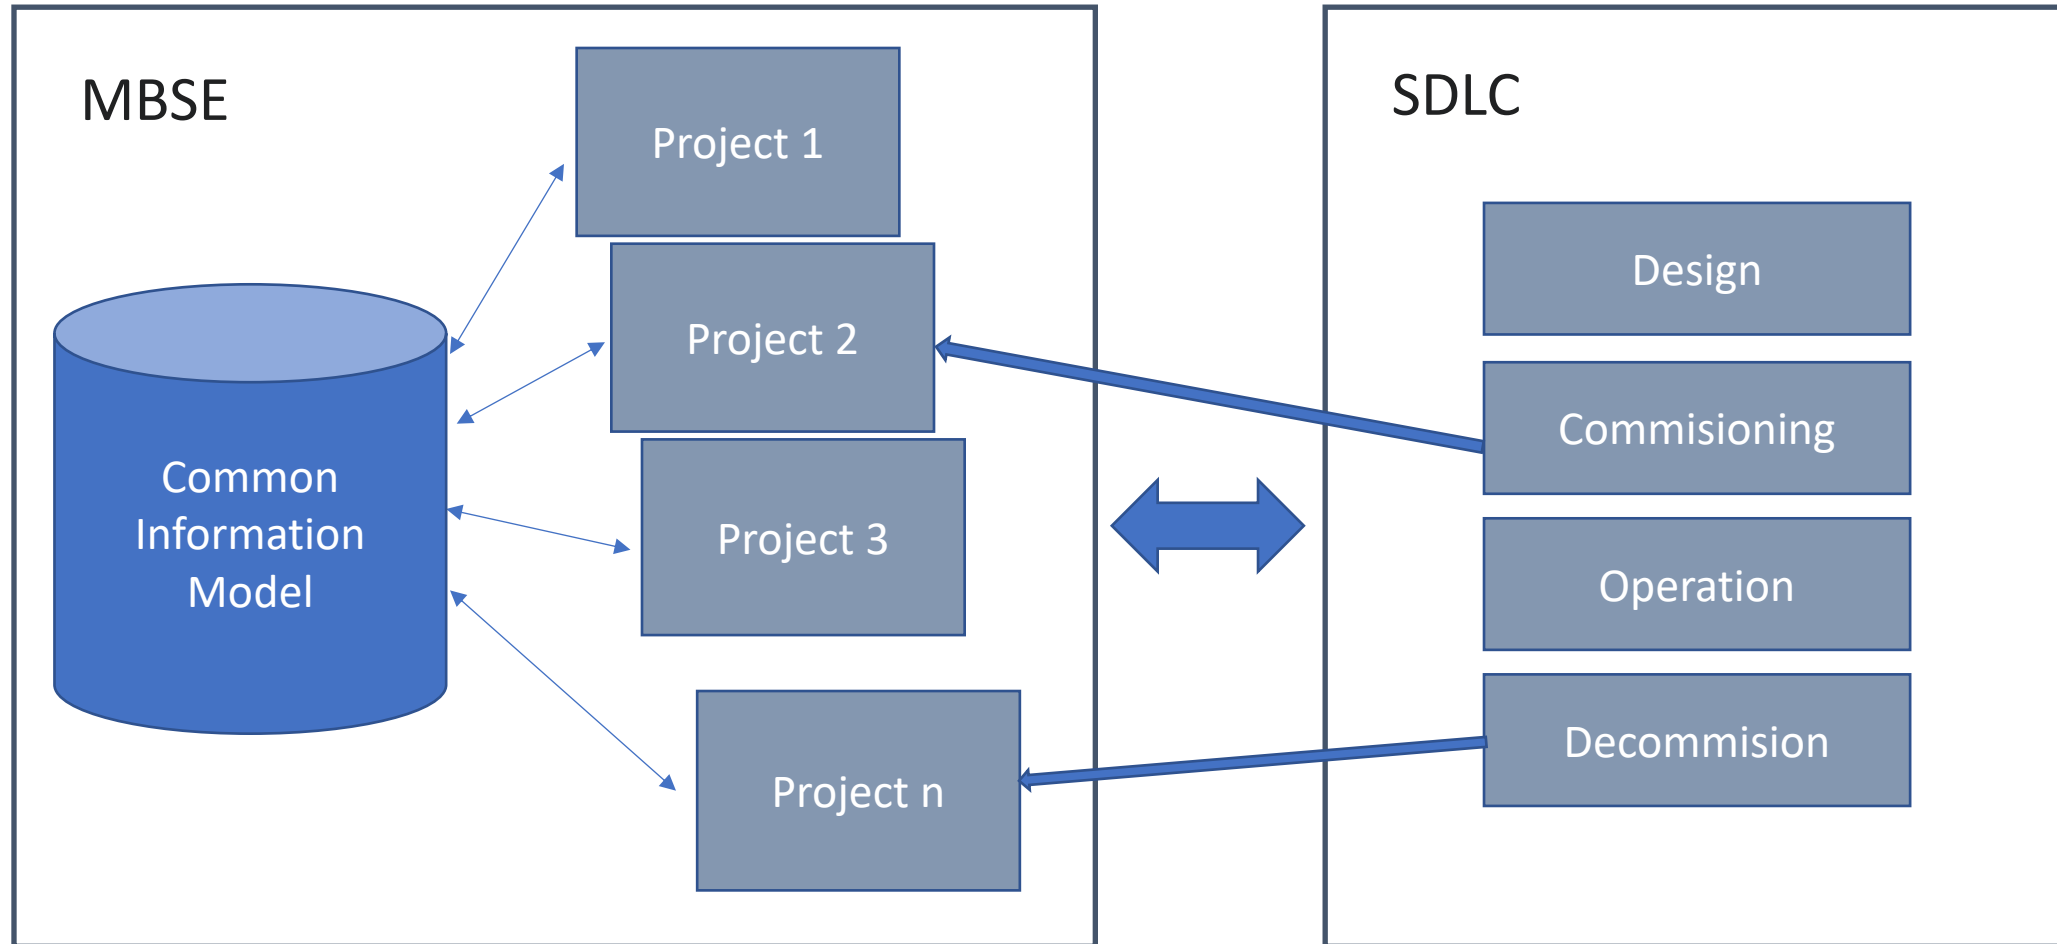 MBSE
Project 1
Project 2
Project 3
Project n
Common
Information
Model
SDLC
Design
Commisioning
Operation
Decommision